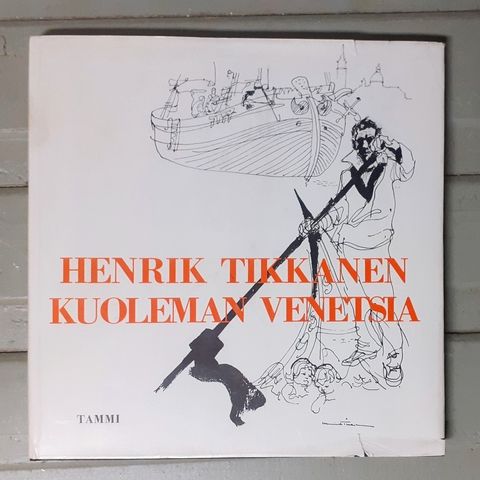 HENRIK TIKKANEN
KUOLEMAN VENETSIA
TAMMI